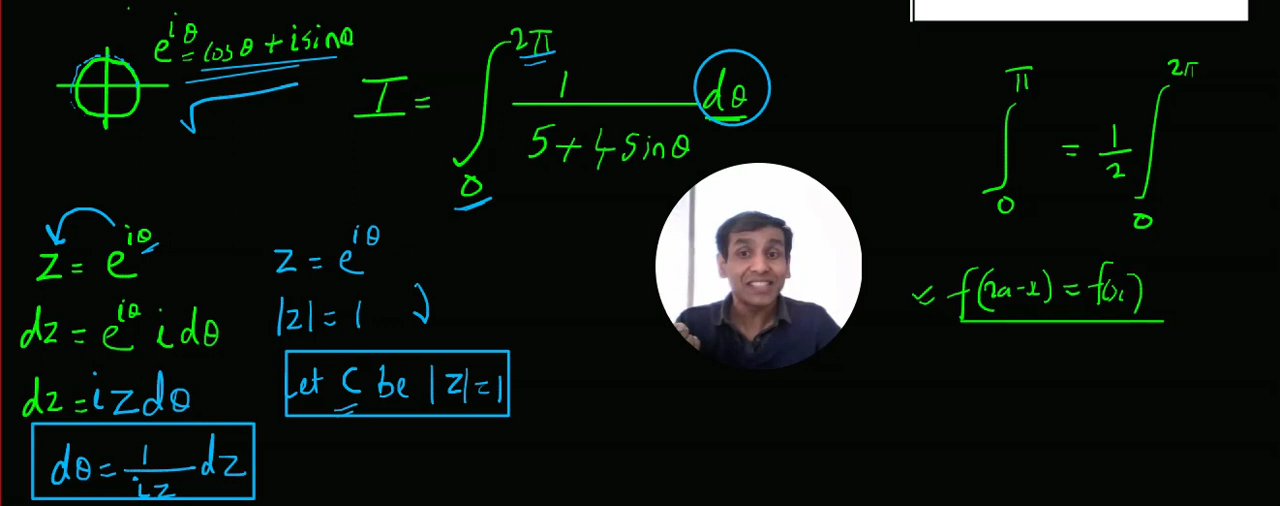 e^{iθ} = cosθ + i sinθ
I = ∫_0^{2π} 1/(5 + 4 sinθ) dθ
∫_0^π = 1/2 ∫_0^{2π}
f(2a-x) = f(x)
z = e^{iθ}
dz = e^{iθ} i dθ
dz = i z dθ
dθ = 1/(iz) dz
z = e^{iθ}
|z| = 1
Let C be |z|=1